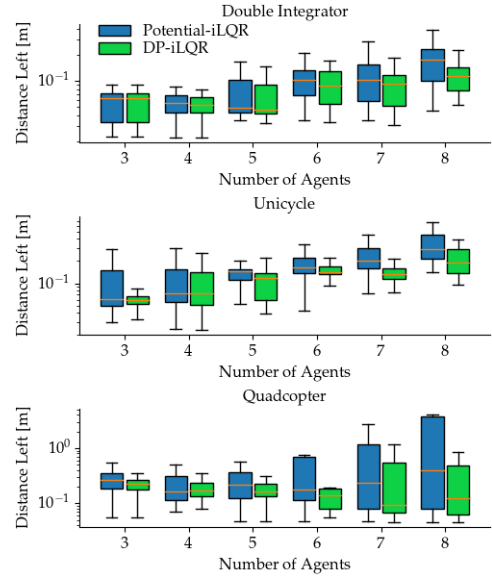 Double Integrator
Potential-iLQR
DP-iLQR
Distance Left [m]
10⁻¹
3 4 5 6 7 8
Number of Agents
Unicycle
Distance Left [m]
10⁻¹
3 4 5 6 7 8
Number of Agents
Quadcopter
Distance Left [m]
10⁰
10⁻¹
3 4 5 6 7 8
Number of Agents